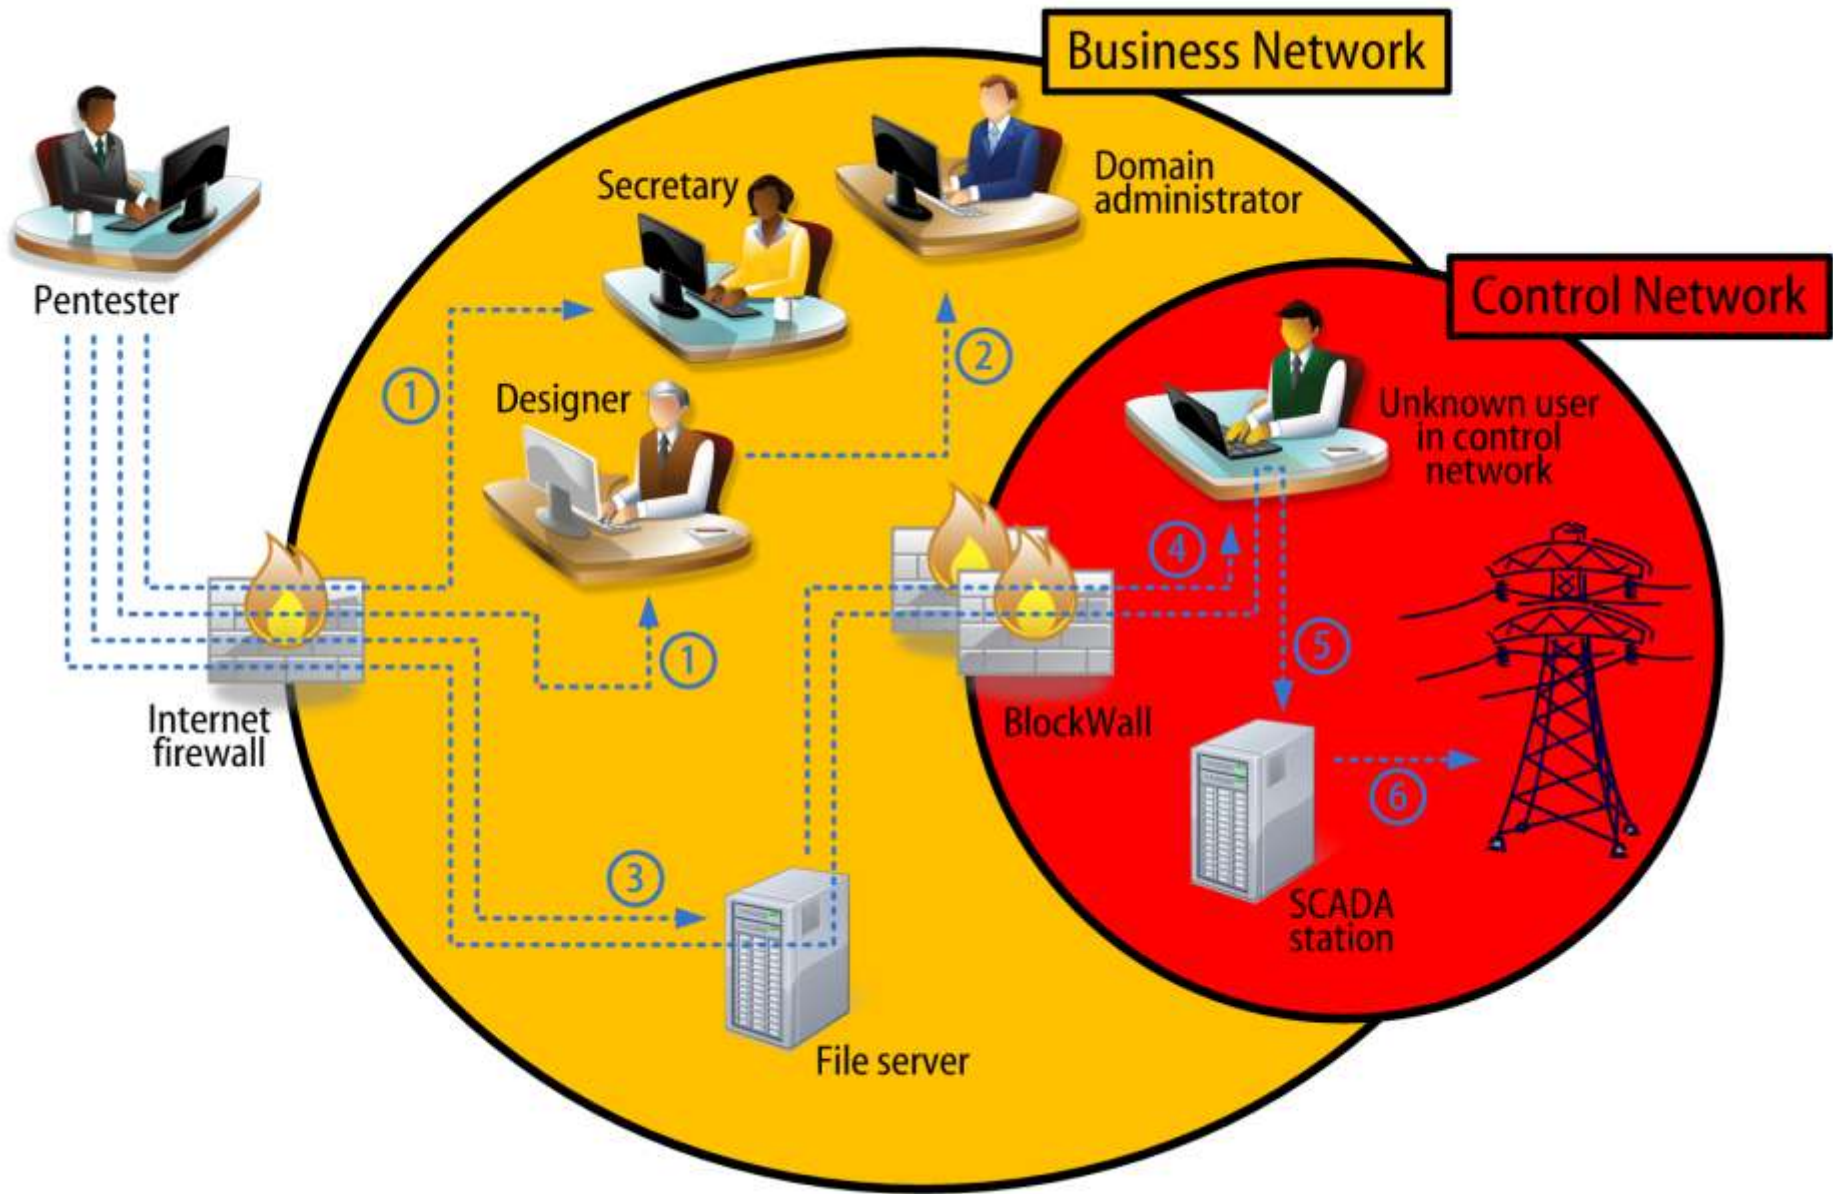 Business Network
Domain
administrator
Secretary
Control Network
Pentester
2
1
Designer
Unknown user
in control
network
4
5
1
Internet
firewall
BlockWall
6
3
SCADA
station
File server